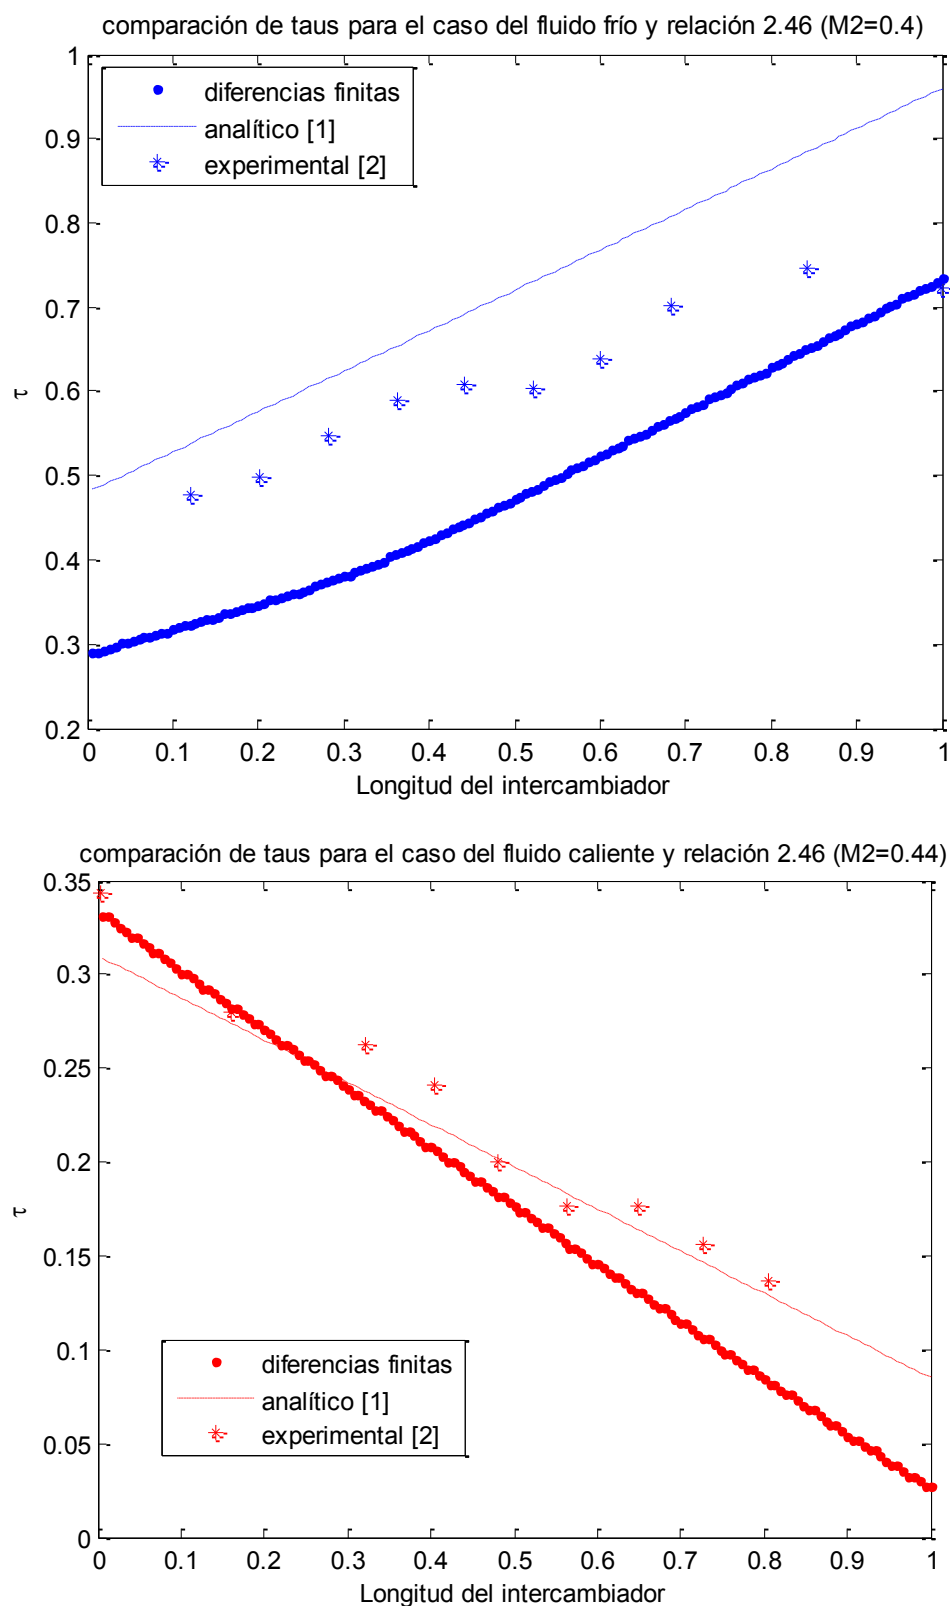 comparación de taus para el caso del fluido frío y relación 2.46 (M2=0.4)
1
0.9
0.8
0.7
0.6
0.5
0.4
0.3
0.2
τ
diferencias finitas
analítico [1]
experimental [2]
0 0.1 0.2 0.3 0.4 0.5 0.6 0.7 0.8 0.9 1
Longitud del intercambiador
comparación de taus para el caso del fluido caliente y relación 2.46 (M2=0.44)
0.35
0.3
0.25
0.2
0.15
0.1
0.05
0
τ
diferencias finitas
analítico [1]
experimental [2]
0 0.1 0.2 0.3 0.4 0.5 0.6 0.7 0.8 0.9 1
Longitud del intercambiador